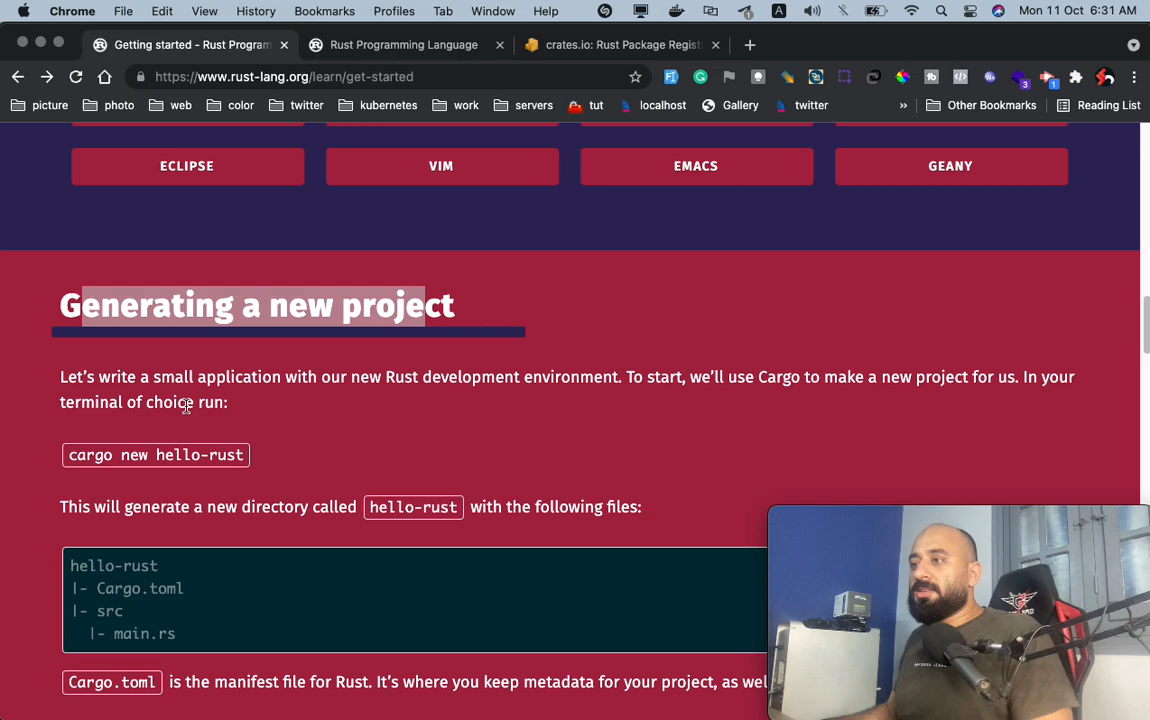 Chrome File Edit View History Bookmarks Profiles Tab Window Help A Mon 11 Oct 6:31 AM
Getting started - Rust Program Rust Programming Language crates.io: Rust Package Regist
https://www.rust-lang.org/learn/get-started 3 1
picture photo web color twitter kubernetes work servers tut localhost Gallery twitter » Other Bookmarks Reading List
ECLIPSE VIM EMACS GEANY
Generating a new project
Let’s write a small application with our new Rust development environment. To start, we’ll use Cargo to make a new project for us. In your
terminal of choice run:
cargo new hello-rust
This will generate a new directory called hello-rust with the following files:
hello-rust
|- Cargo.toml
|- src
|- main.rs
Cargo.toml is the manifest file for Rust. It’s where you keep metadata for your project, as wel